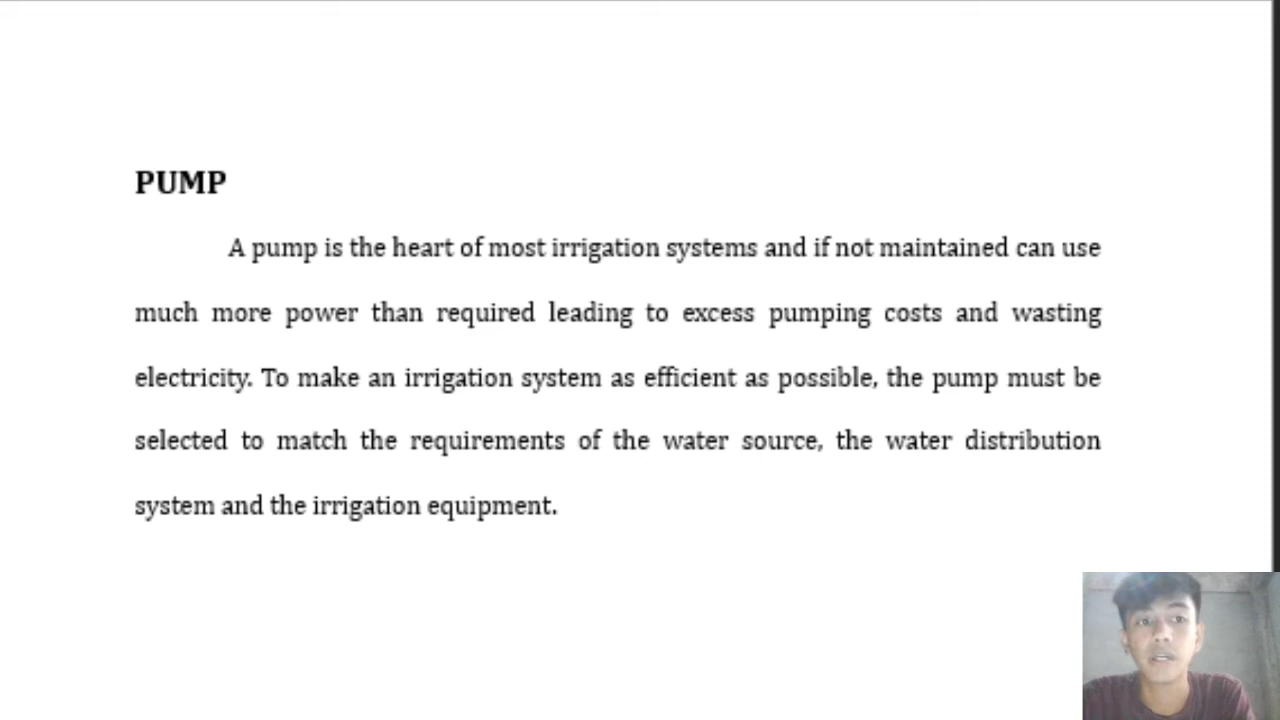 PUMP
A pump is the heart of most irrigation systems and if not maintained can use
much more power than required leading to excess pumping costs and wasting
electricity. To make an irrigation system as efficient as possible, the pump must be
selected to match the requirements of the water source, the water distribution
system and the irrigation equipment.